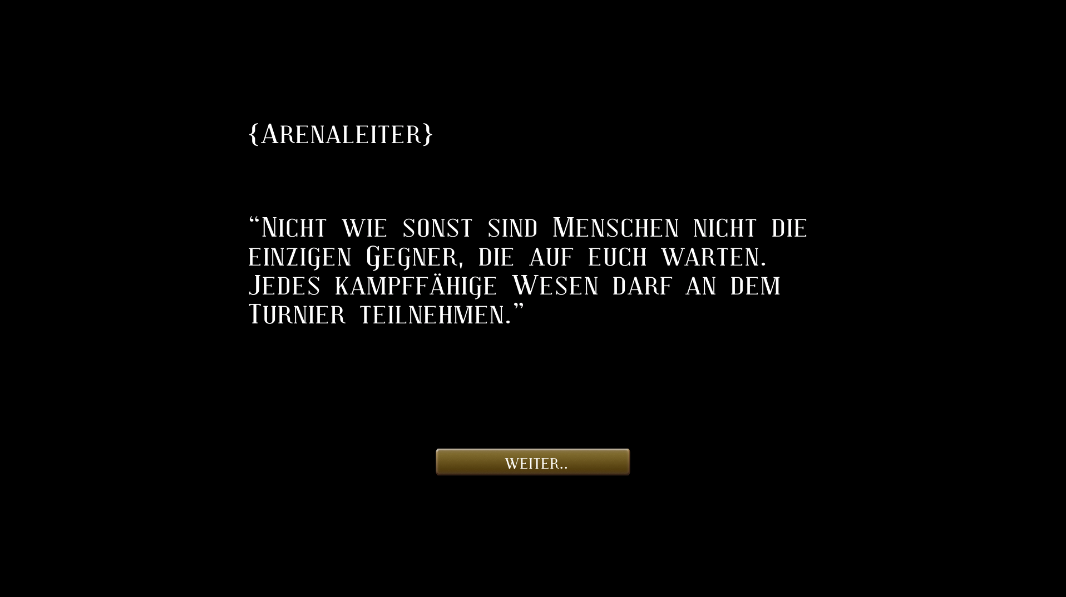 {Arenaleiter}
“Nicht wie sonst sind Menschen nicht die
einzigen Gegner, die auf euch warten.
Jedes kampffähige Wesen darf an dem
Turnier teilnehmen.”
weiter..